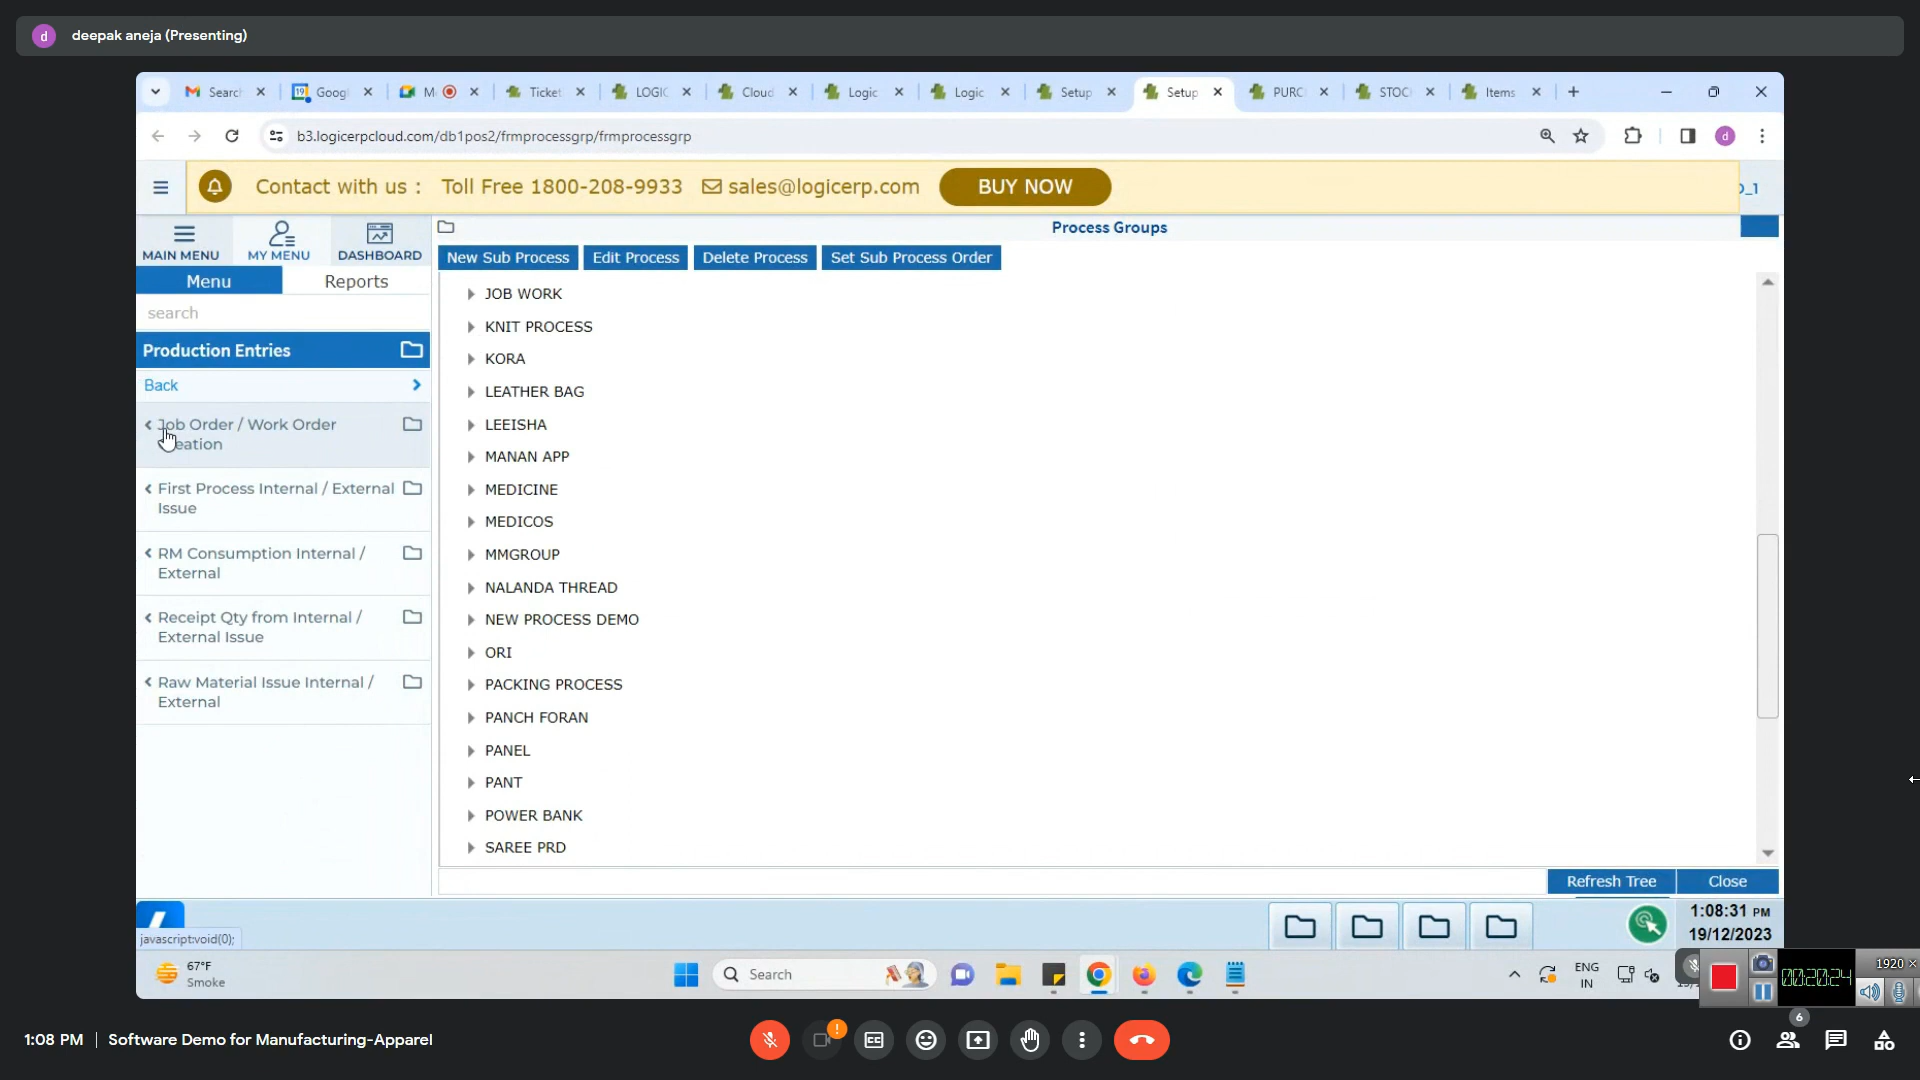 d deepak aneja (Presenting)
Search
Googl
M
Ticket
LOGIC
Cloud
Logic
Logic
Setup
Setup
PURC
STOC
Items
b3.logicerpcloud.com/db1pos2/frmprocessgrp/frmprocessgrp
d
Contact with us : Toll Free 1800-208-9933 sales@logicerp.com BUY NOW
_1
MAIN MENU MY MENU DASHBOARD
Process Groups
New Sub Process Edit Process Delete Process Set Sub Process Order
Menu Reports
search
Production Entries
Back
Job Order / Work Order
eation
First Process Internal / External
Issue
RM Consumption Internal /
External
Receipt Qty from Internal /
External Issue
Raw Material Issue Internal /
External
JOB WORK
KNIT PROCESS
KORA
LEATHER BAG
LEEISHA
MANAN APP
MEDICINE
MEDICOS
MMGROUP
NALANDA THREAD
NEW PROCESS DEMO
ORI
PACKING PROCESS
PANCH FORAN
PANEL
PANT
POWER BANK
SAREE PRD
Refresh Tree Close
1:08:31 PM
19/12/2023
javascript:void(0);
67°F
Smoke
Search
ENG
IN
00:20:24
1920
6
1:08 PM | Software Demo for Manufacturing-Apparel